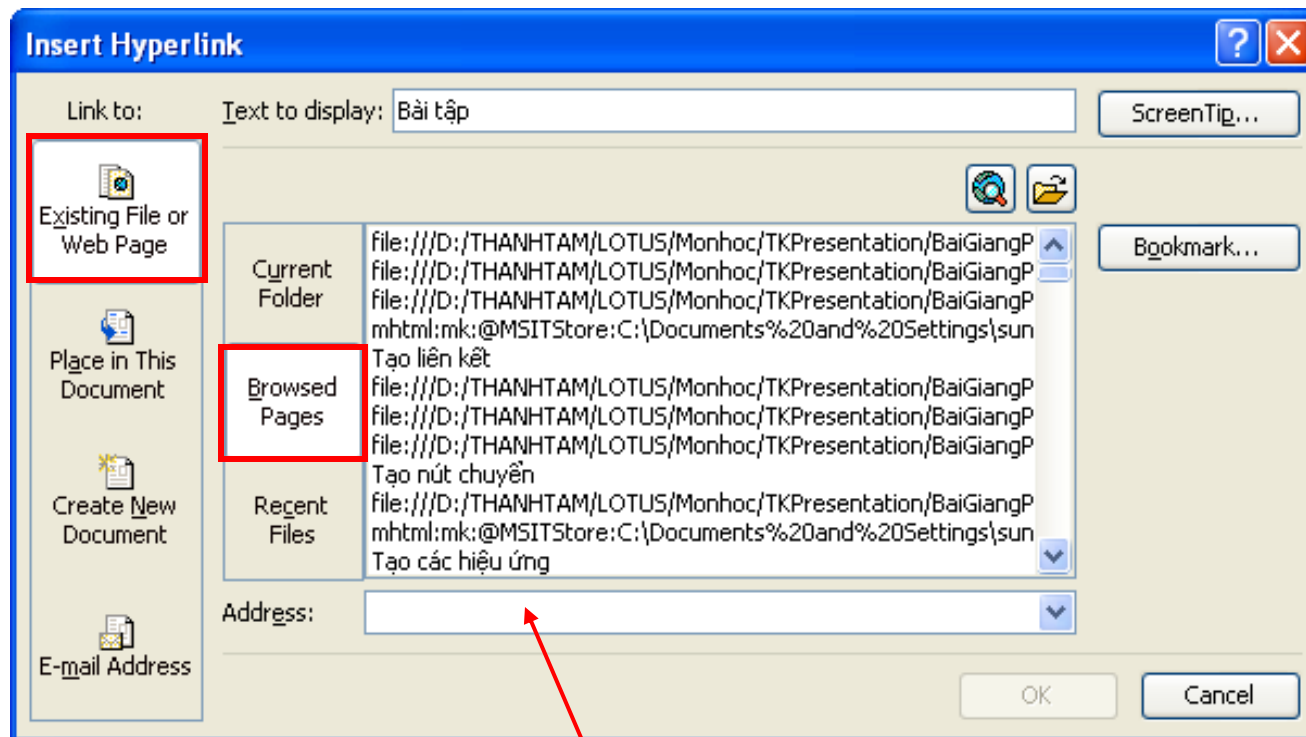 Insert Hyperlink
Link to:
Text to display: Bài tập
ScreenTip...
Existing File or
Web Page
Place in This
Document
Create New
Document
E-mail Address
Current
Folder
Browsed
Pages
Recent
Files
file:///D:/THANHTAM/LOTUS/Monhoc/TKPresentation/BaiGiangP
file:///D:/THANHTAM/LOTUS/Monhoc/TKPresentation/BaiGiangP
file:///D:/THANHTAM/LOTUS/Monhoc/TKPresentation/BaiGiangP
mhtml:mk:@MSITStore:C:\Documents%20and%20Settings\sun
Tạo liên kết
file:///D:/THANHTAM/LOTUS/Monhoc/TKPresentation/BaiGiangP
file:///D:/THANHTAM/LOTUS/Monhoc/TKPresentation/BaiGiangP
file:///D:/THANHTAM/LOTUS/Monhoc/TKPresentation/BaiGiangP
Tạo nút chuyển
file:///D:/THANHTAM/LOTUS/Monhoc/TKPresentation/BaiGiangP
mhtml:mk:@MSITStore:C:\Documents%20and%20Settings\sun
Tạo các hiệu ứng
Bookmark...
Address:
OK
Cancel